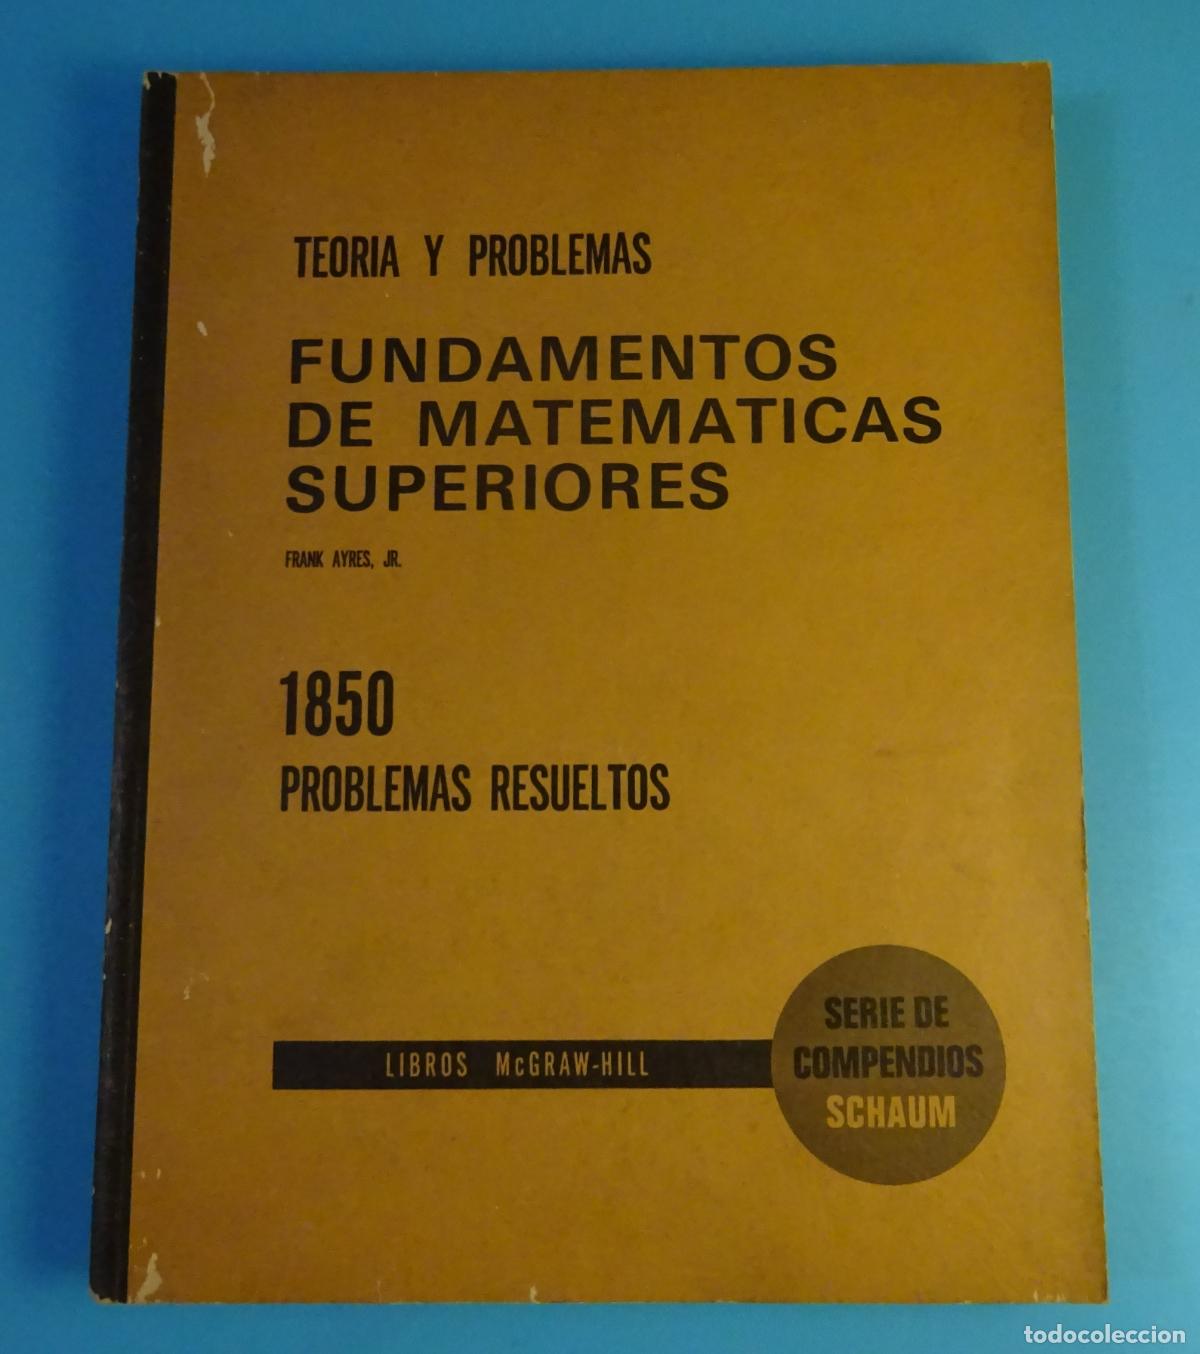 TEORIA Y PROBLEMAS
FUNDAMENTOS
DE MATEMATICAS
SUPERIORES
FRANK AYRES, JR.
1850
PROBLEMAS RESUELTOS
LIBROS McGRAW-HILL
SERIE DE
COMPENDIOS
SCHAUM
todocoleccion